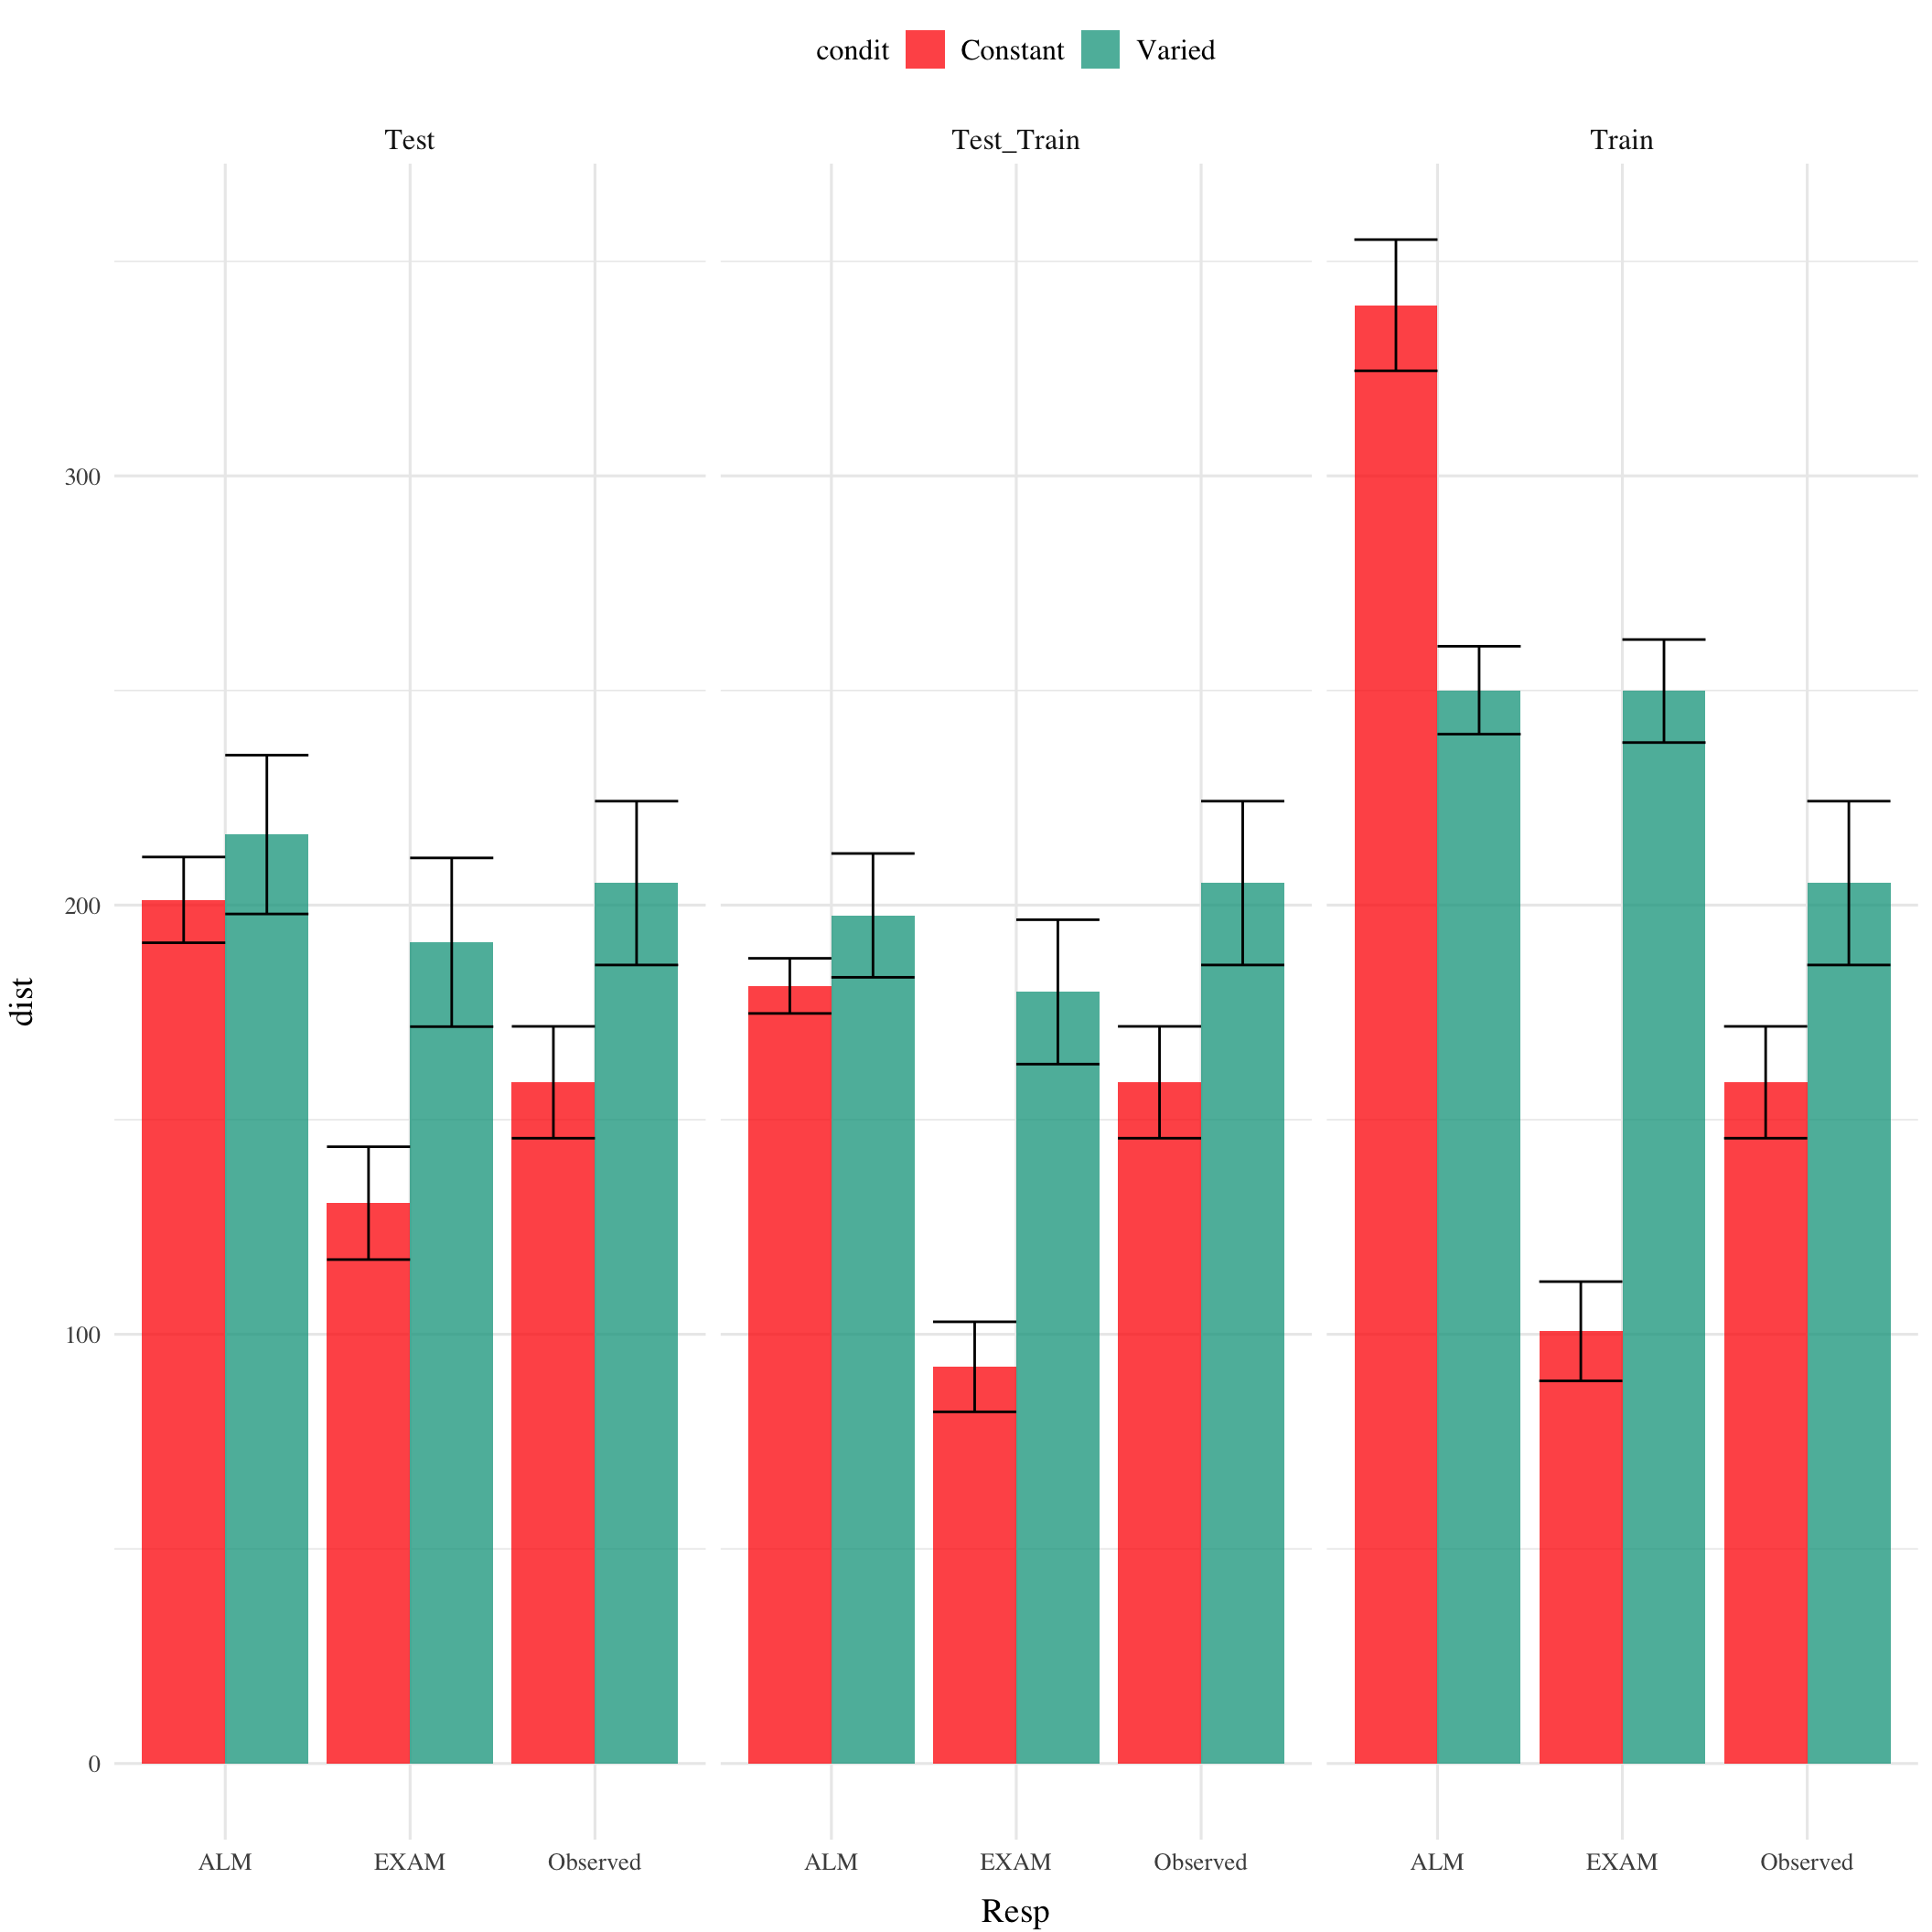 condit Constant Varied
Test Test_Train Train
300
200
100
0
dist
ALM EXAM Observed ALM EXAM Observed ALM EXAM Observed
Resp